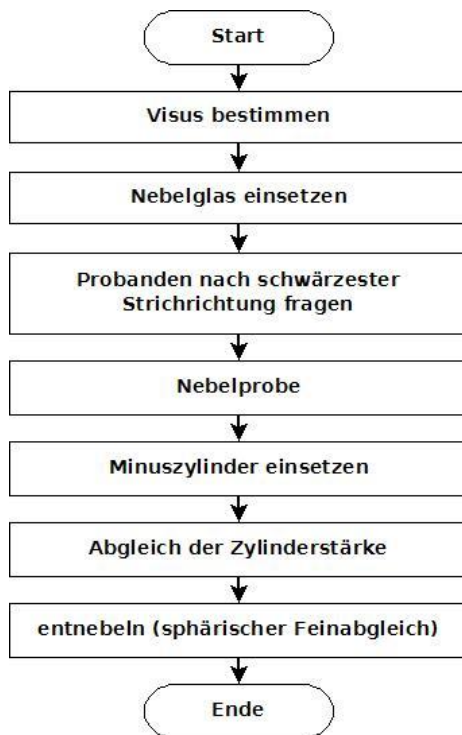 Start
Visus bestimmen
Nebelglas einsetzen
Probanden nach schwärzester
Strichrichtung fragen
Nebelprobe
Minuszylinder einsetzen
Abgleich der Zylinderstärke
entnebeln (sphärischer Feinabgleich)
Ende